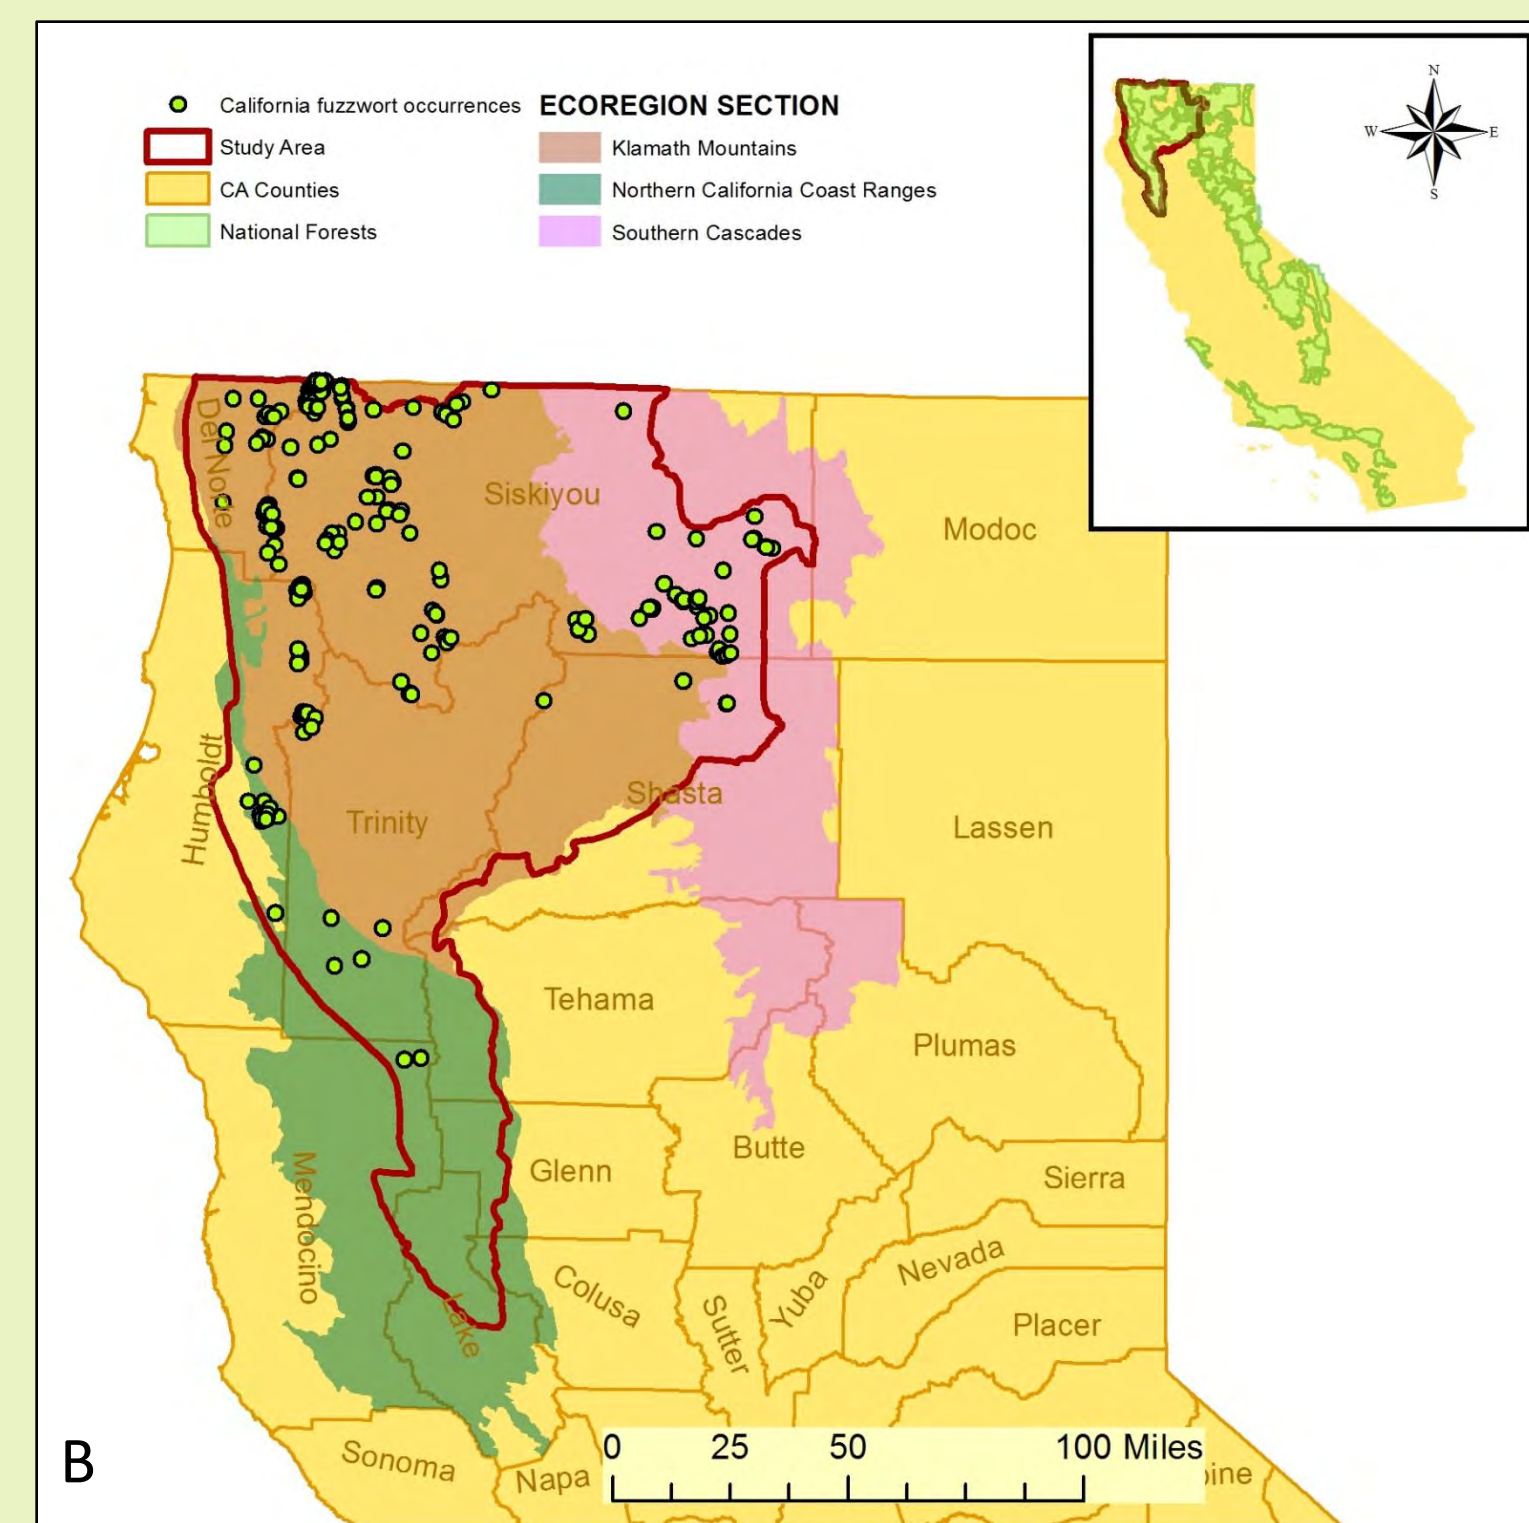 California fuzzwort occurrences
Study Area
CA Counties
National Forests
ECOREGION SECTION
Klamath Mountains
Northern California Coast Ranges
Southern Cascades
N
W
E
S
Del Norte
Siskiyou
Modoc
Humboldt
Trinity
Shasta
Lassen
Tehama
Plumas
Butte
Glenn
Sierra
Mendocino
Colusa
Nevada
Yuba
Sutter
Lake
Placer
Sonoma
Napa
pine
0 25 50 100 Miles
B